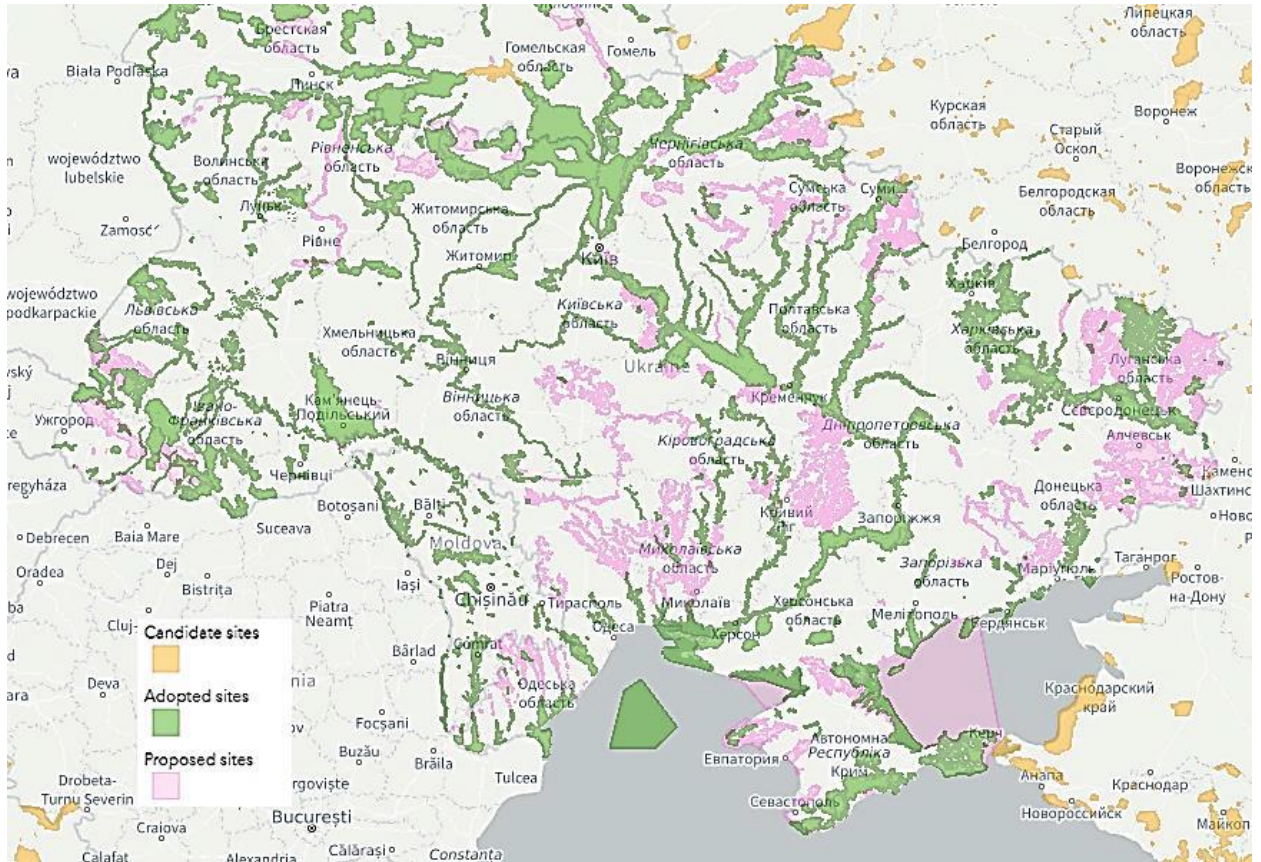 Брестская
область
Гомельская
область
Гомель
Липецкая
область
Biała Podlaska
Пинск
Курская
область
Воронеж
Старый
Оскол
województwo
lubelskie
Волинська
область
Рівненська
область
Чернігівська
область
Воронежск
область
Белгородская
область
Луцьк
Житомирська
область
Сумська
область
Суми
Zamość
Рівне
Житомир
Київ
Белгород
województwo
podkarpackie
Львівська
область
Київська
область
Полтавська
область
Харків
Харківська
область
Хмельницька
область
Вінниця
Ukraine
Луганська
область
Ужгород
Івано-
Франківська
область
Кам'янець-
Подільський
Вінницька
область
Кременчук
Сєвєродонецьк
Кіровоградська
область
Дніпропетровська
область
Алчевськ
Чернівці
regyháza
Botoșani
Bălți
Донецька
область
Каменс
Шахтинс
Suceava
Кривий
Ріг
Запоріжжя
Debrecen
Baia Mare
Moldova
Миколаївська
область
Запорізька
область
Маріуполь
Таганрог
Oradea
Dej
Bistrița
Iași
Chișinău
Ростов-
на-Дону
Piatra
Neamț
Тирасполь
Миколаїв
Херсонська
область
Мелітополь
Cluj-
Одеса
Херсон
Бердянськ
Candidate sites
Bârlad
Comrat
Deva
Adopted sites
Одеська
область
Краснодарский
край
Focșani
Автономна
Республіка
Крим
Керч
Proposed sites
Buzău
Brăila
Евпатория
Tulcea
Анапа
Краснодар
Drobeta-
Turnu Severin
rgoviște
Севастополь
Новороссийск
București
Майкоп
Craiova
Călărași
Calafat
Alexandria
Constanța